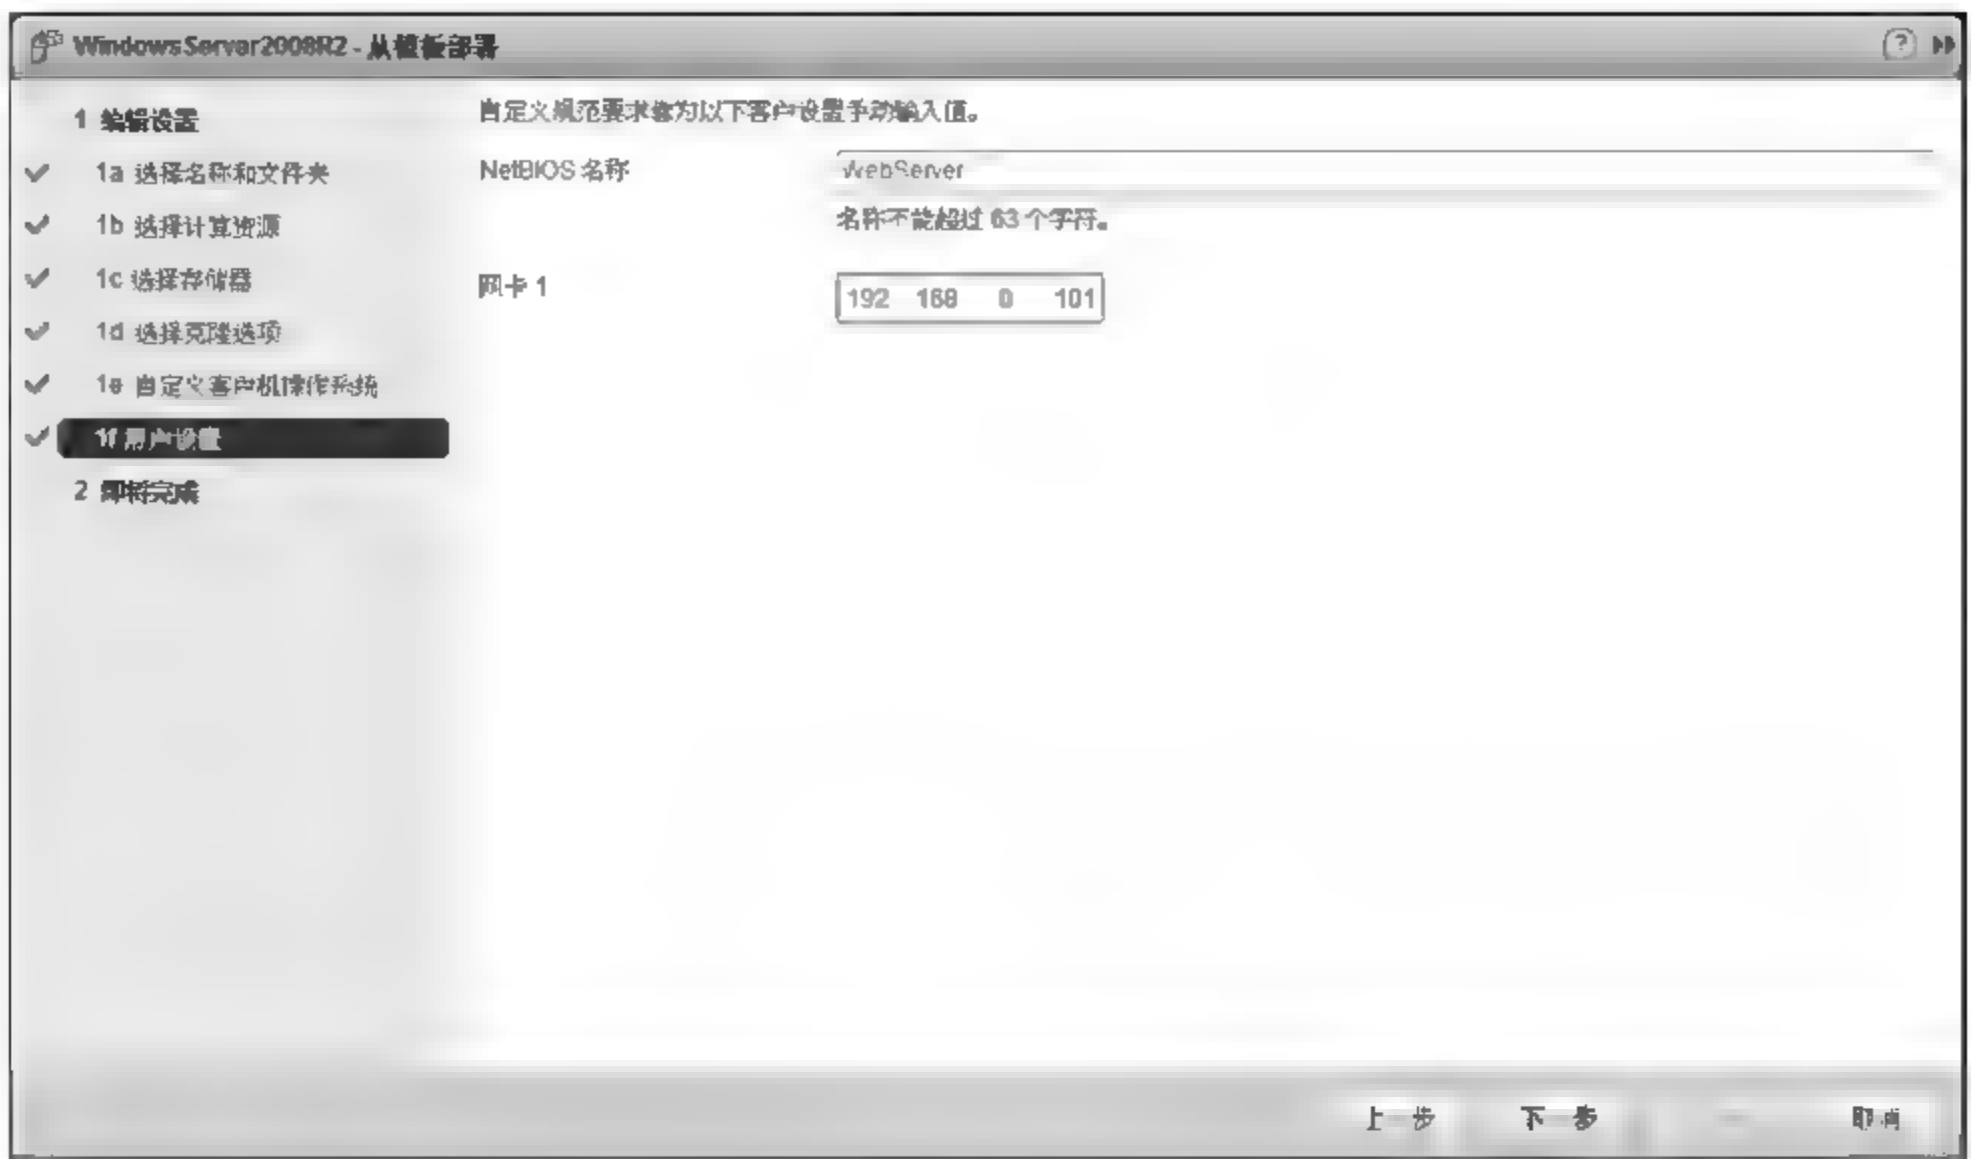 WindowsServer2008R2 - 从模板部署
1 编辑设置
1a 选择名称和文件夹
1b 选择计算资源
1c 选择存储器
1d 选择克隆选项
1e 自定义客户机操作系统
1f 用户设置
2 即将完成
自定义规范要求您为以下客户设置手动输入值。
NetBIOS 名称 WebServer
名称不能超过 63 个字符。
网卡 1 192 168 0 101
上一步 下一步 取消